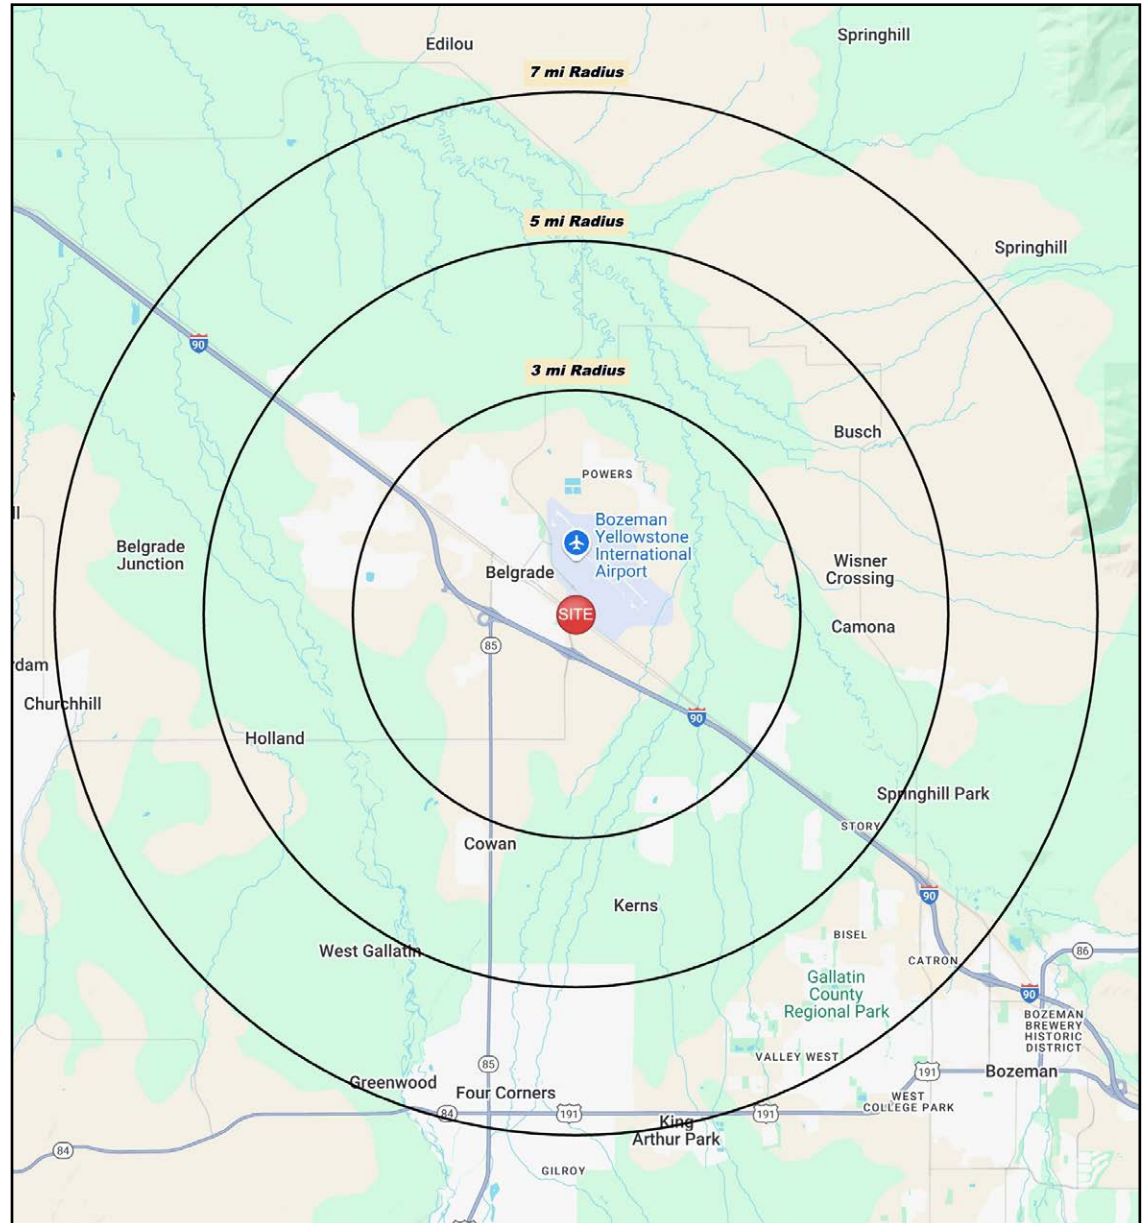 Edilou
Springhill
7 mi Radius
5 mi Radius
Springhill
90
3 mi Radius
Busch
POWERS
Bozeman
Yellowstone
International
Airport
Belgrade
Junction
Belgrade
Wisner
Crossing
SITE
Camona
85
rdam
Churchhill
90
Holland
Springhill Park
STORY
Cowan
90
Kerns
BISEL
West Gallatin
CATRON
86
Gallatin
County
Regional Park
90
BOZEMAN
BREWERY
HISTORIC
DISTRICT
VALLEY WEST
85
191
Bozeman
Greenwood
Four Corners
WEST
COLLEGE PARK
84
191
191
King
Arthur Park
84
GILROY